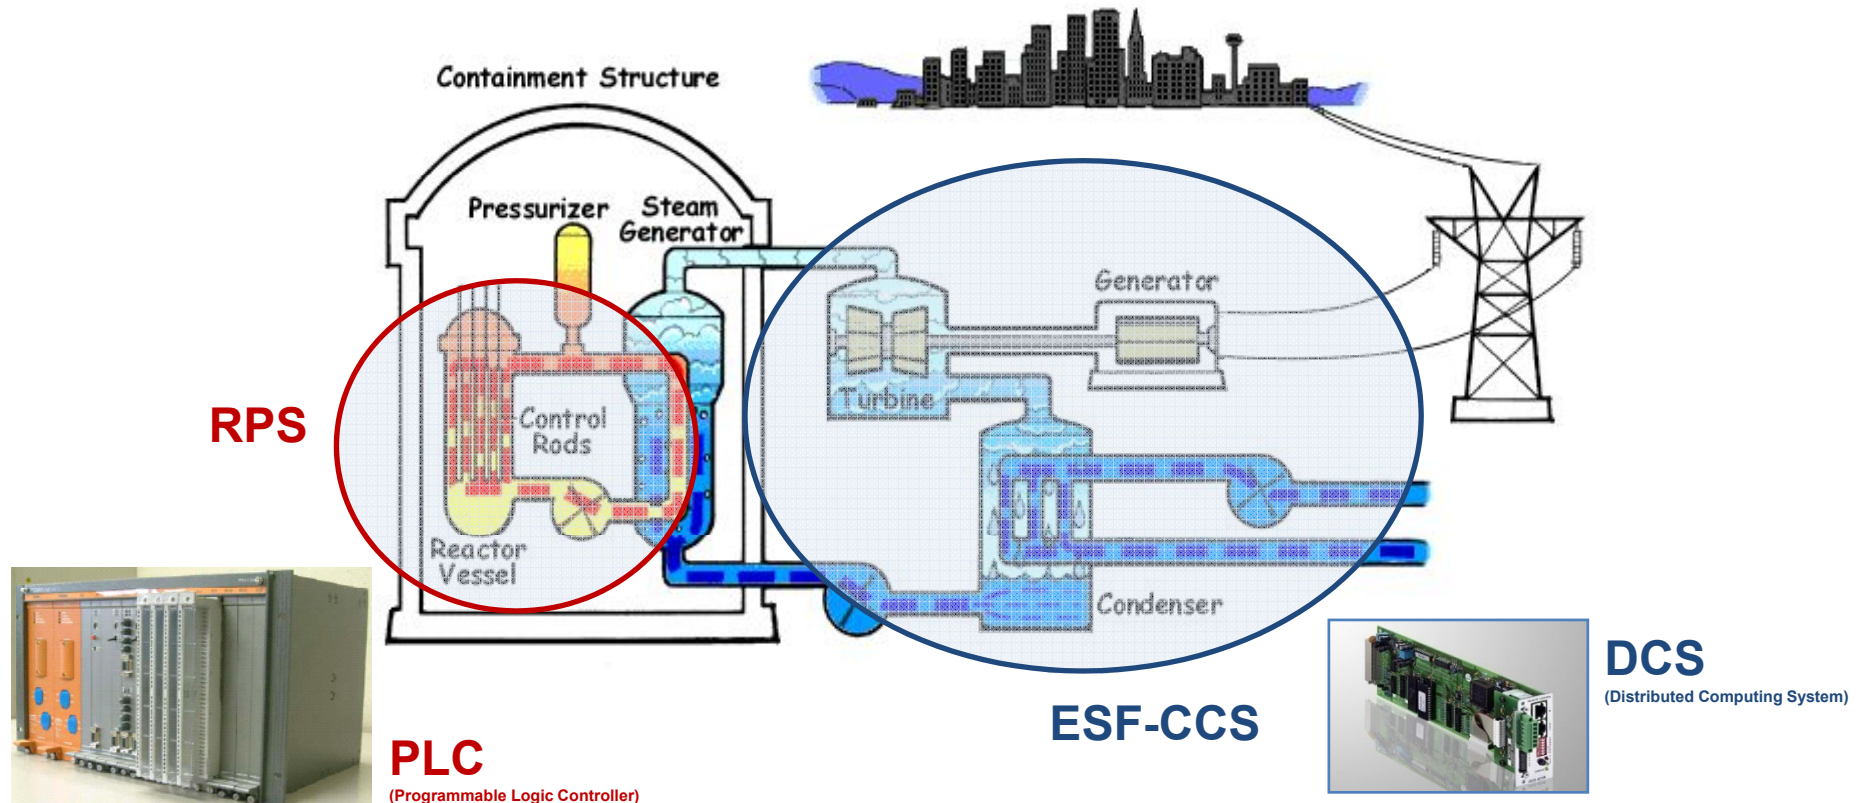 Containment Structure
Pressurizer
Steam
Generator
Generator
RPS
Control
Rods
Turbine
Reactor
Vessel
Condenser
ESF-CCS
DCS
(Distributed Computing System)
PLC
(Programmable Logic Controller)